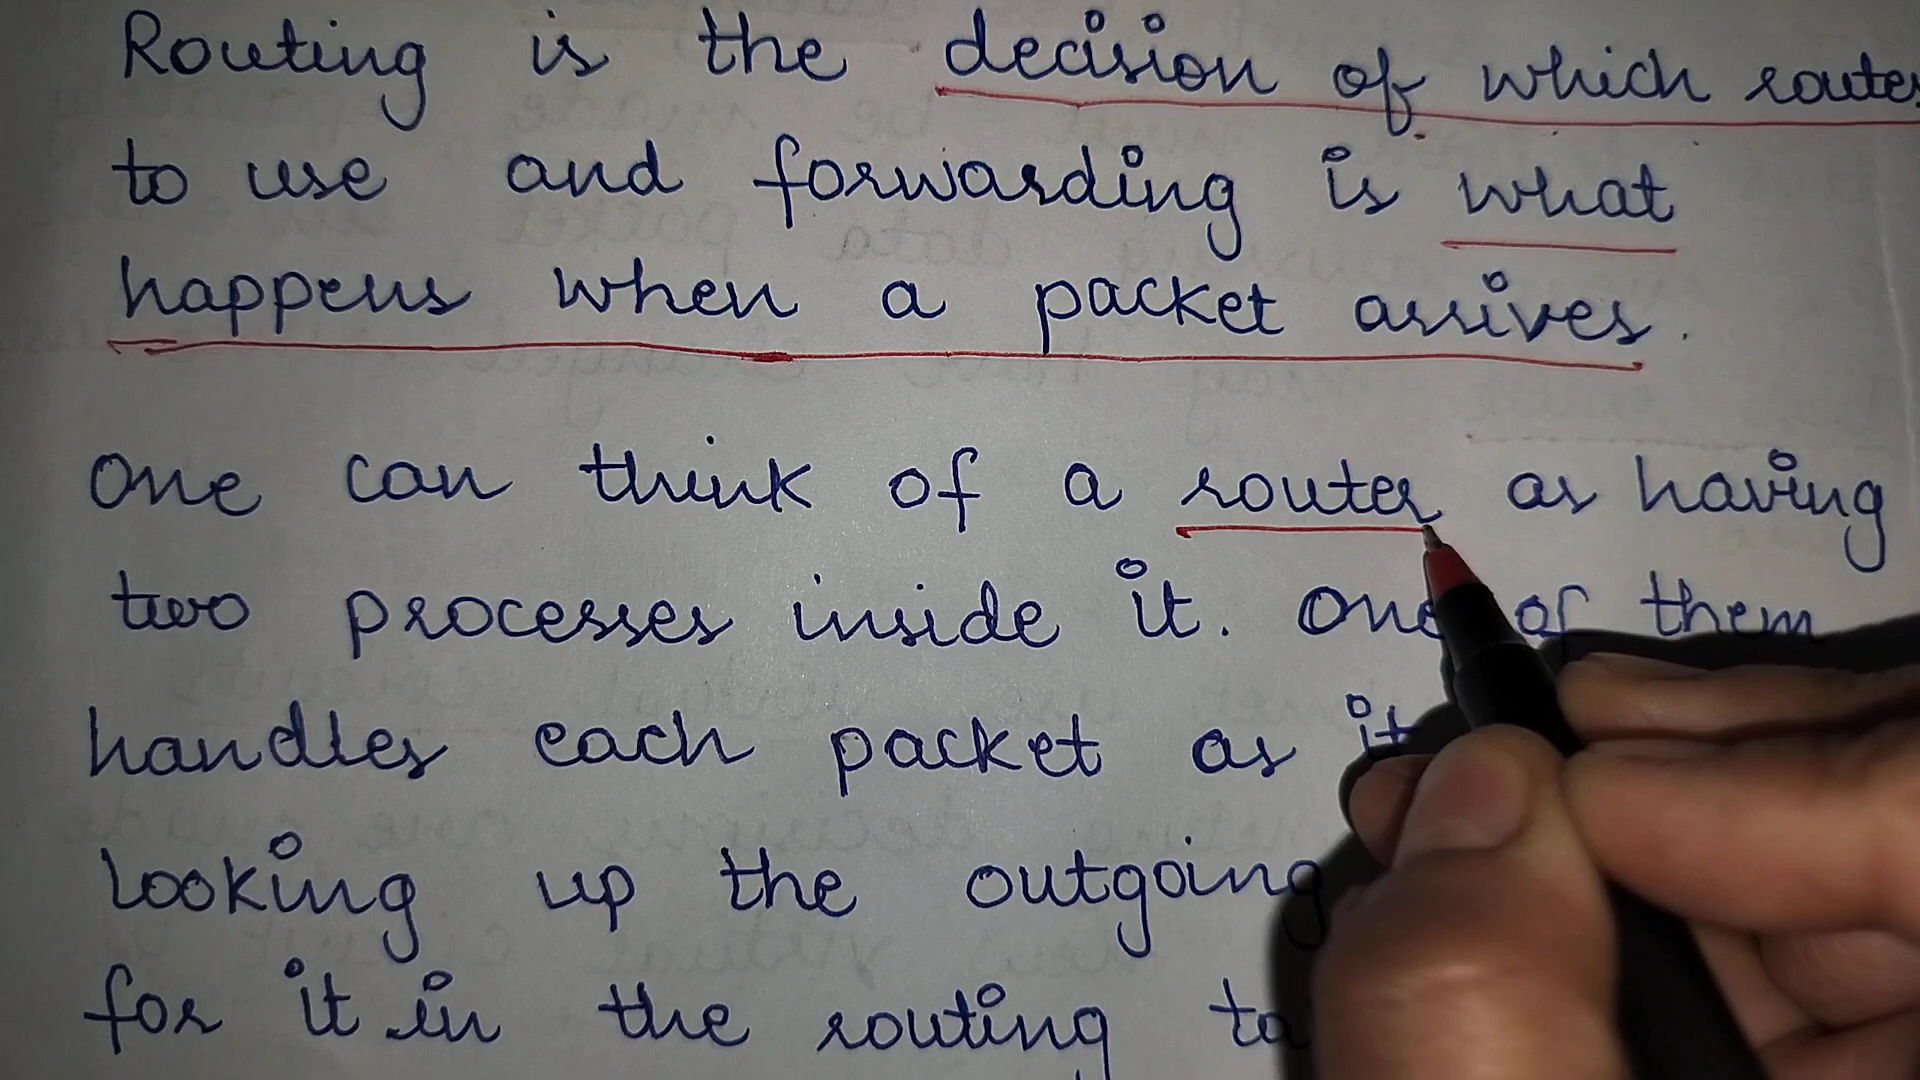 Routing is the decision of which routes
to use and forwarding is what
happens when a packet arrives.
One can think of a router as having
two processes inside it. One of them
handles each packet as it
looking up the outgoing
for it in the routing